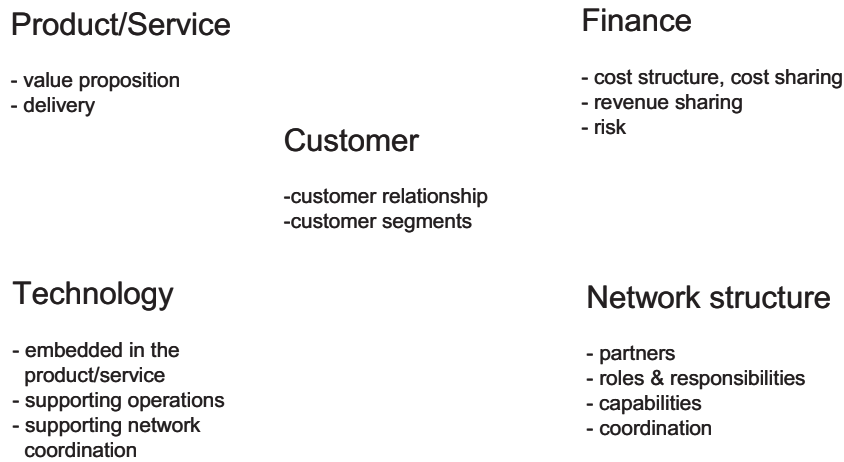 Product/Service
- value proposition
- delivery
Finance
- cost structure, cost sharing
- revenue sharing
- risk
Customer
-customer relationship
-customer segments
Technology
- embedded in the
product/service
- supporting operations
- supporting network
coordination
Network structure
- partners
- roles & responsibilities
- capabilities
- coordination